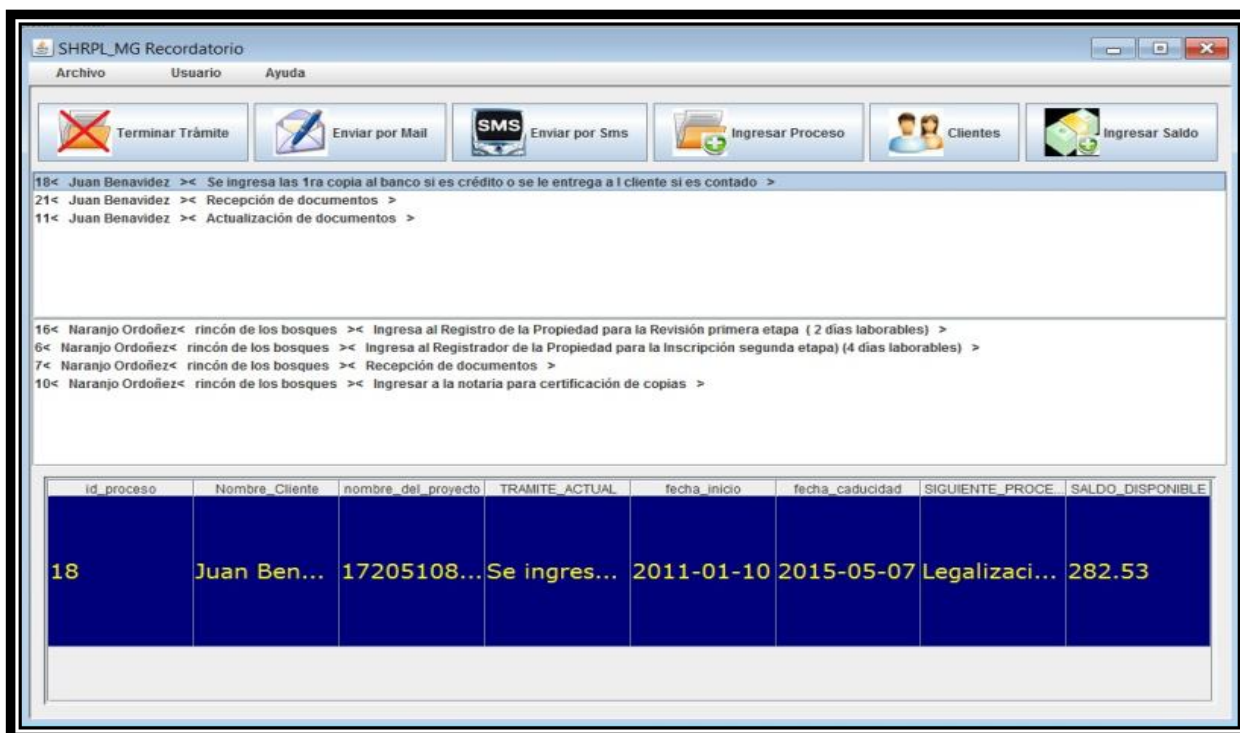 SHRPL_MG Recordatorio
Archivo Usuario Ayuda
Terminar Trámite Enviar por Mail SMS Enviar por Sms Ingresar Proceso Clientes Ingresar Saldo
18< Juan Benavidez >< Se ingresa las 1ra copia al banco si es crédito o se le entrega a l cliente si es contado >
21< Juan Benavidez >< Recepción de documentos >
11< Juan Benavidez >< Actualización de documentos >
16< Naranjo Ordoñez< rincón de los bosques >< Ingresa al Registro de la Propiedad para la Revisión primera etapa ( 2 días laborables) >
6< Naranjo Ordoñez< rincón de los bosques >< Ingresa al Registrador de la Propiedad para la Inscripción segunda etapa) (4 días laborables) >
7< Naranjo Ordoñez< rincón de los bosques >< Recepción de documentos >
10< Naranjo Ordoñez< rincón de los bosques >< Ingresar a la notaria para certificación de copias >
id_proceso Nombre_Cliente nombre_del_proyecto TRAMITE_ACTUAL fecha_inicio fecha_caducidad SIGUIENTE_PROCE... SALDO_DISPONIBLE
18 Juan Ben... 17205108... Se ingres... 2011-01-10 2015-05-07 Legalizaci... 282.53